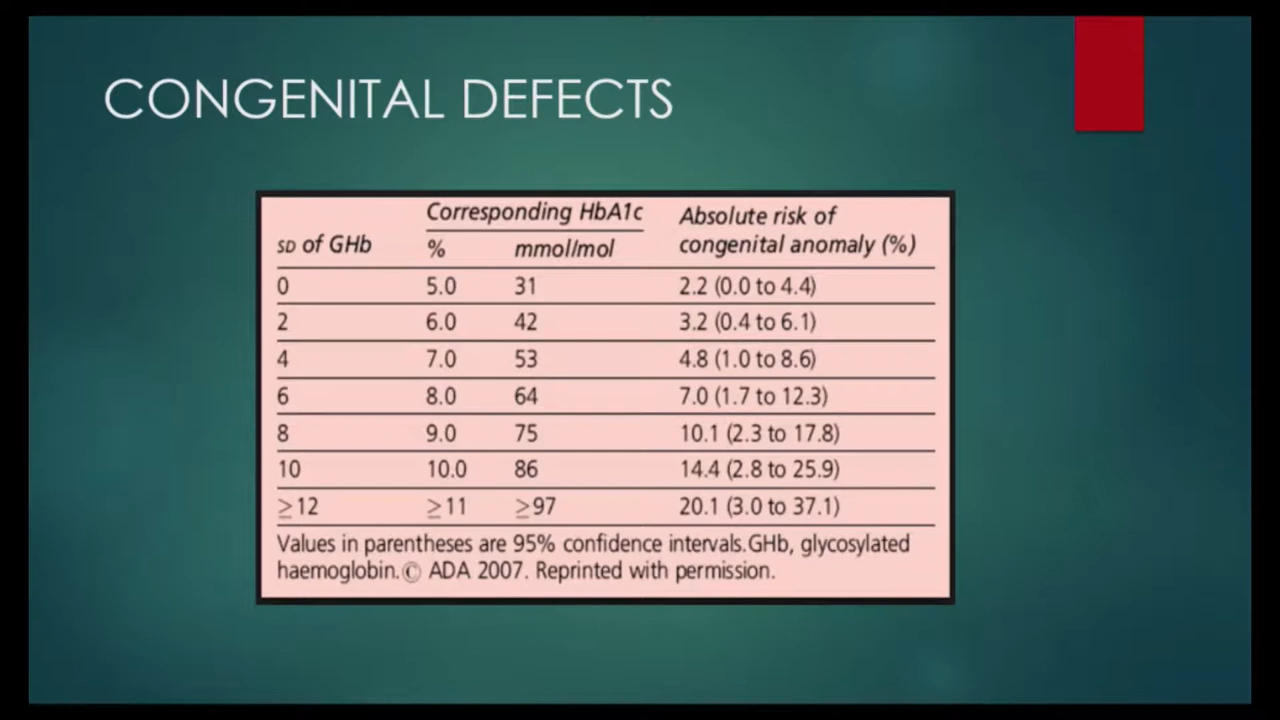 CONGENITAL DEFECTS
Corresponding HbA1c
Absolute risk of
SD of GHb % mmol/mol congenital anomaly (%)
0 5.0 31 2.2 (0.0 to 4.4)
2 6.0 42 3.2 (0.4 to 6.1)
4 7.0 53 4.8 (1.0 to 8.6)
6 8.0 64 7.0 (1.7 to 12.3)
8 9.0 75 10.1 (2.3 to 17.8)
10 10.0 86 14.4 (2.8 to 25.9)
≥12 ≥11 ≥97 20.1 (3.0 to 37.1)
Values in parentheses are 95% confidence intervals.GHb, glycosylated
haemoglobin.© ADA 2007. Reprinted with permission.